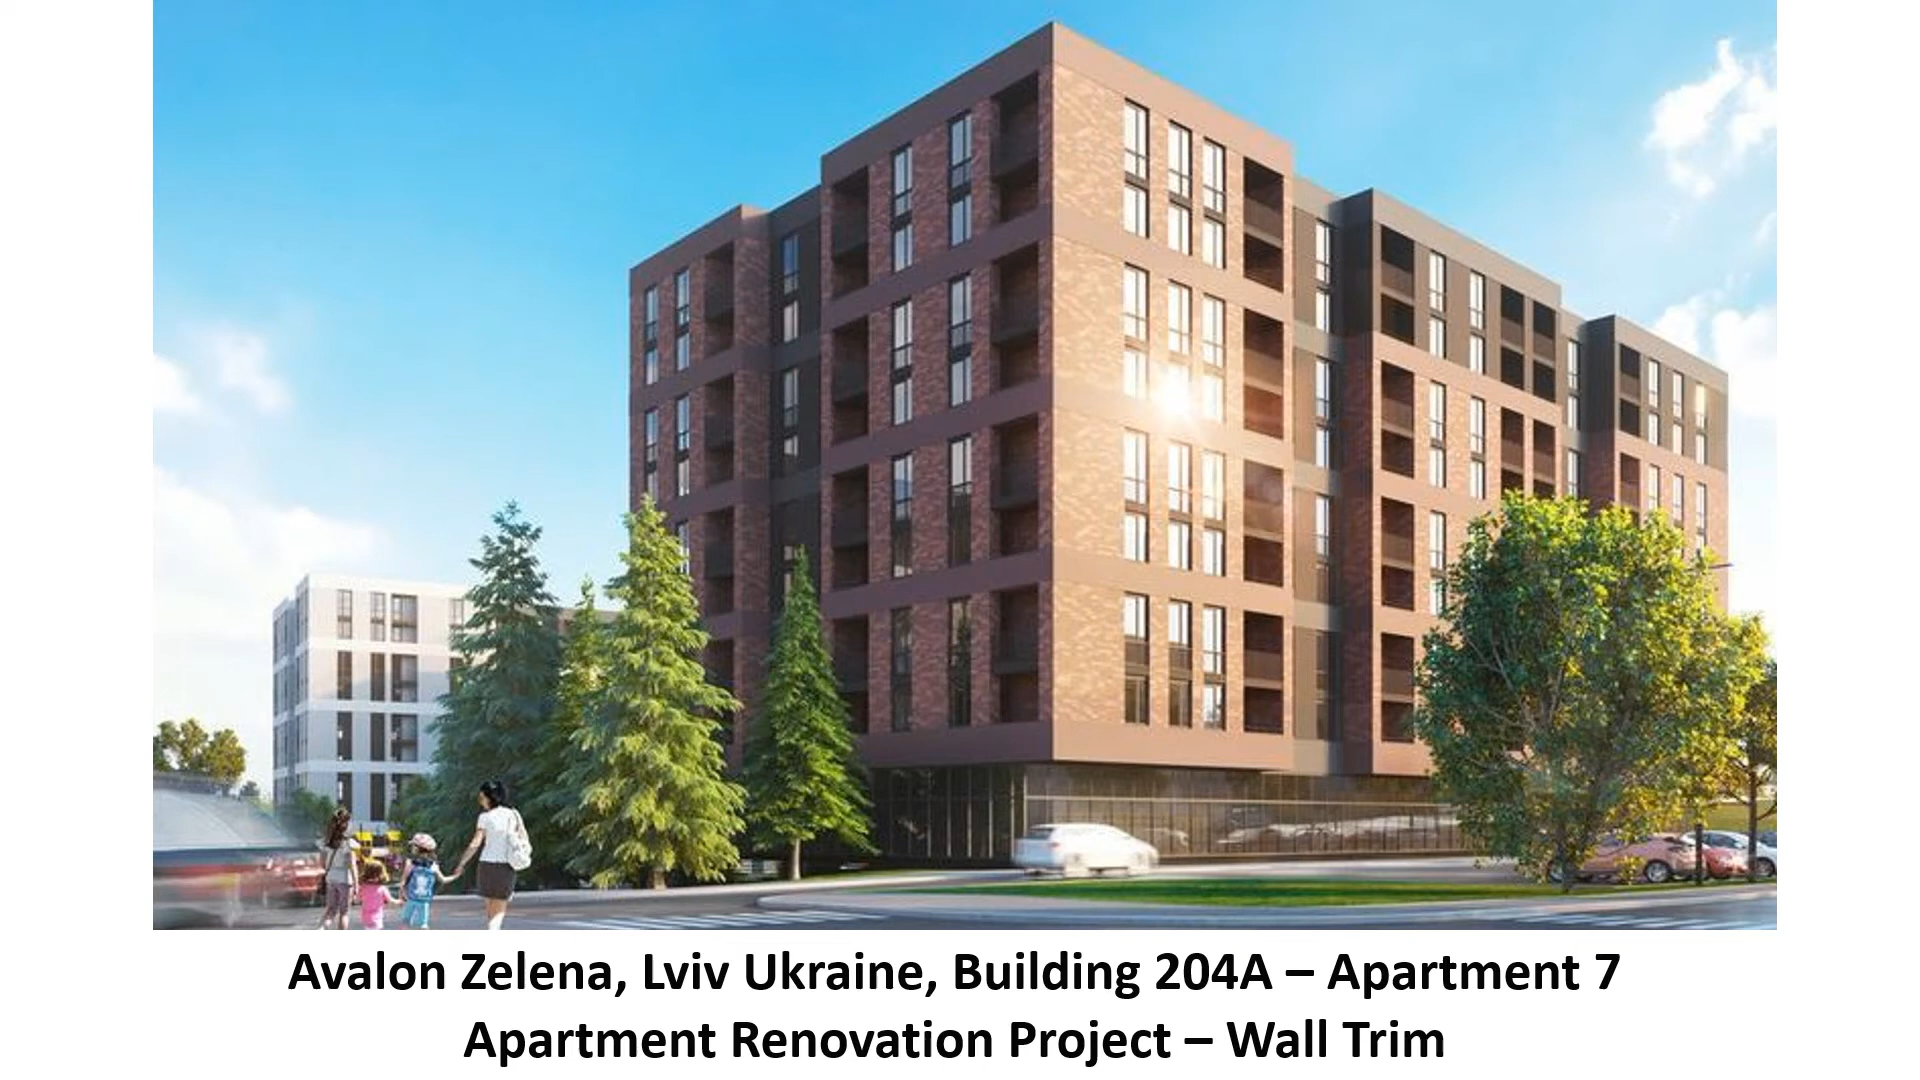 Avalon Zelena, Lviv Ukraine, Building 204A – Apartment 7
Apartment Renovation Project – Wall Trim